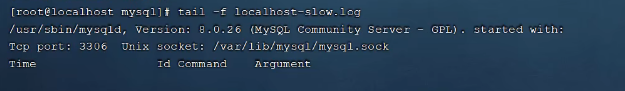 [root@localhost mysql]# tail -f localhost-slow.log
/usr/sbin/mysqld, Version: 8.0.26 (MySQL Community Server - GPL). started with:
Tcp port: 3306  Unix socket: /var/lib/mysql/mysql.sock
Time                 Id Command    Argument